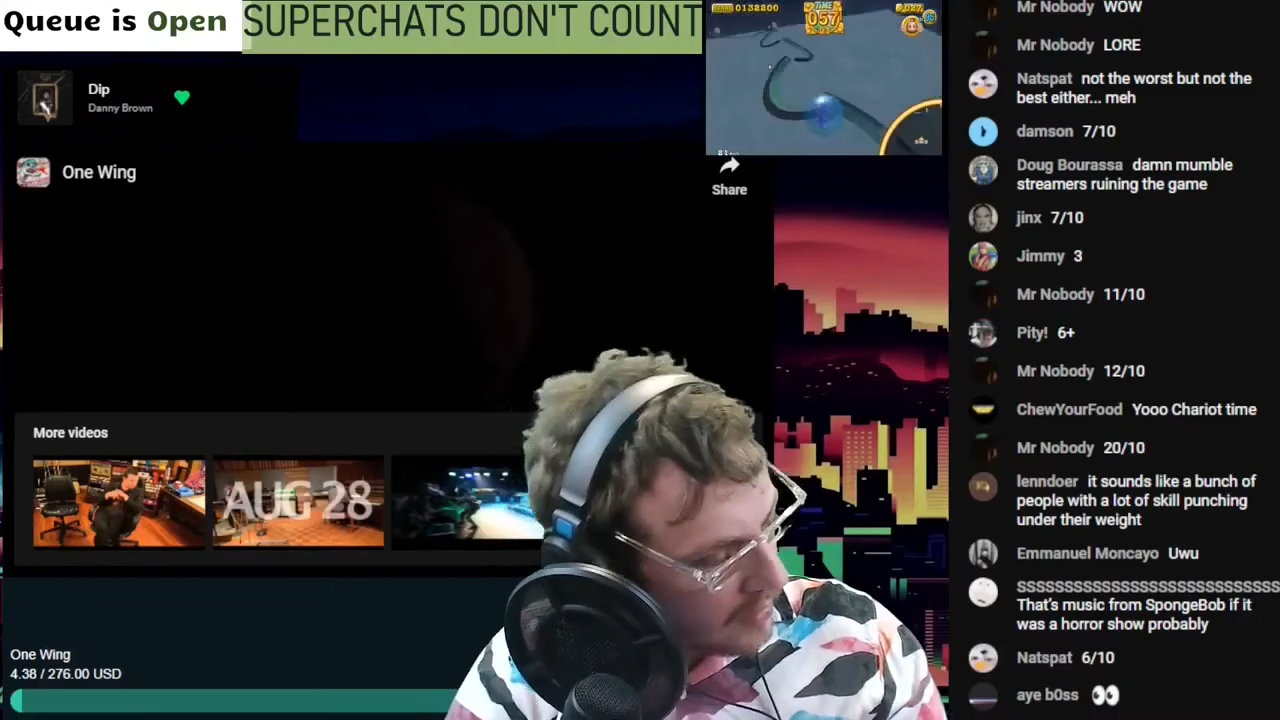 Queue is Open
SUPERCHATS DON'T COUNT
0132200
TIME
057
Dip
Danny Brown
One Wing
Share
More videos
AUG 28
One Wing
4.38 / 276.00 USD
Mr Nobody WOW
Mr Nobody LORE
Natspat not the worst but not the
best either... meh
damson 7/10
Doug Bourassa damn mumble
streamers ruining the game
jinx 7/10
Jimmy 3
Mr Nobody 11/10
Pity! 6+
Mr Nobody 12/10
ChewYourFood Yooo Chariot time
Mr Nobody 20/10
lenndoer it sounds like a bunch of
people with a lot of skill punching
under their weight
Emmanuel Moncayo Uwu
SSSSSSSSSSSSSSSSSSSSSSSSSSSS
That's music from SpongeBob if it
was a horror show probably
Natspat 6/10
aye b0ss 👀